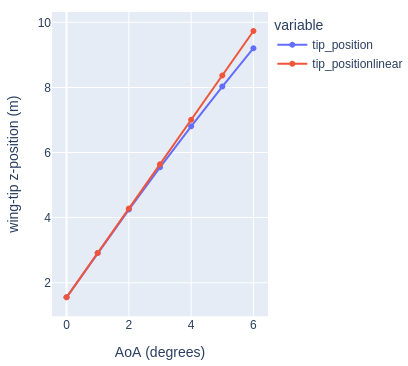 variable
tip_position
tip_positionlinear
wing-tip z-position (m)
10
8
6
4
2
0
2
4
6
AoA (degrees)